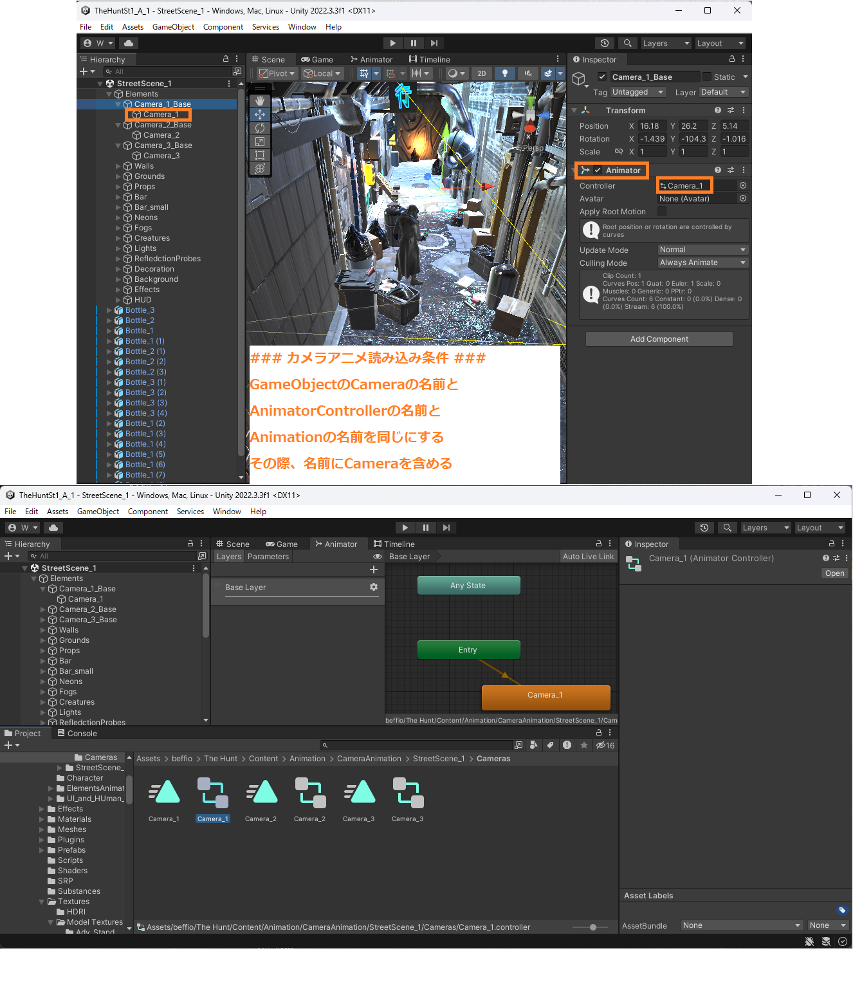 TheHuntSt1_A_1 - StreetScene_1 - Windows, Mac, Linux - Unity 2022.3.3f1 <DX11>
File Edit Assets GameObject Component Services Window Help
W Layers Layout
Hierarchy
All
StreetScene_1
Elements
Camera_1_Base
Camera_1
Camera_2_Base
Camera_2
Camera_3_Base
Camera_3
Walls
Grounds
Props
Bar
Bar_small
Neons
Fogs
Creatures
Lights
RefledctionProbes
Decoration
Background
Effects
HUD
Bottle_3
Bottle_2
Bottle_1
Bottle_1 (1)
Bottle_2 (1)
Bottle_2 (2)
Bottle_2 (3)
Bottle_3 (1)
Bottle_3 (2)
Bottle_3 (3)
Bottle_3 (4)
Bottle_1 (2)
Bottle_1 (3)
Bottle_1 (4)
Bottle_1 (5)
Bottle_1 (6)
Bottle_1 (7)
Scene Game Animator Timeline
Pivot Local 2D
行
y
z
x
Persp
### カメラアニメ読み込み条件 ###
GameObjectのCameraの名前と
AnimatorControllerの名前と
Animationの名前を同じにする
その際、名前にCameraを含める
Inspector
Camera_1_Base Static
Tag Untagged Layer Default
Transform
Position X 16.18 Y 26.2 Z 5.14
Rotation X -1.439 Y -104.3 Z -1.016
Scale X 1 Y 1 Z 1
Animator
Controller Camera_1
Avatar None (Avatar)
Apply Root Motion
Root position or rotation are controlled by
curves
Update Mode Normal
Culling Mode Always Animate
Clip Count: 1
Curves Pos: 1 Quat: 0 Euler: 1 Scale: 0
Muscles: 0 Generic: 0 PPtr: 0
Curves Count: 6 Constant: 0 (0.0%) Dense: 0
(0.0%) Stream: 6 (100.0%)
Add Component
TheHuntSt1_A_1 - StreetScene_1 - Windows, Mac, Linux - Unity 2022.3.3f1 <DX11>
File Edit Assets GameObject Component Services Window Help
W Layers Layout
Hierarchy
All
StreetScene_1
Elements
Camera_1_Base
Camera_1
Camera_2_Base
Camera_3_Base
Walls
Grounds
Props
Bar
Bar_small
Neons
Fogs
Creatures
Lights
RefledctionProbes
Scene Game Animator Timeline
Layers Parameters Base Layer Auto Live Link
Base Layer
Any State
Entry
Camera_1
beffio/The Hunt/Content/Animation/CameraAnimation/StreetScene_1/Cam
Inspector
Camera_1 (Animator Controller)
Open
Project Console
16
Cameras
StreetScene_
Character
ElementsAnimat
UI_and_HUman_
Effects
Materials
Meshes
Plugins
Prefabs
Scripts
Shaders
SRP
Substances
Textures
HDRI
Model Textures
Adv_Stand
Assets > beffio > The Hunt > Content > Animation > CameraAnimation > StreetScene_1 > Cameras
Camera_1 Camera_1 Camera_2 Camera_2 Camera_3 Camera_3
Assets/beffio/The Hunt/Content/Animation/CameraAnimation/StreetScene_1/Cameras/Camera_1.controller
Asset Labels
AssetBundle None None